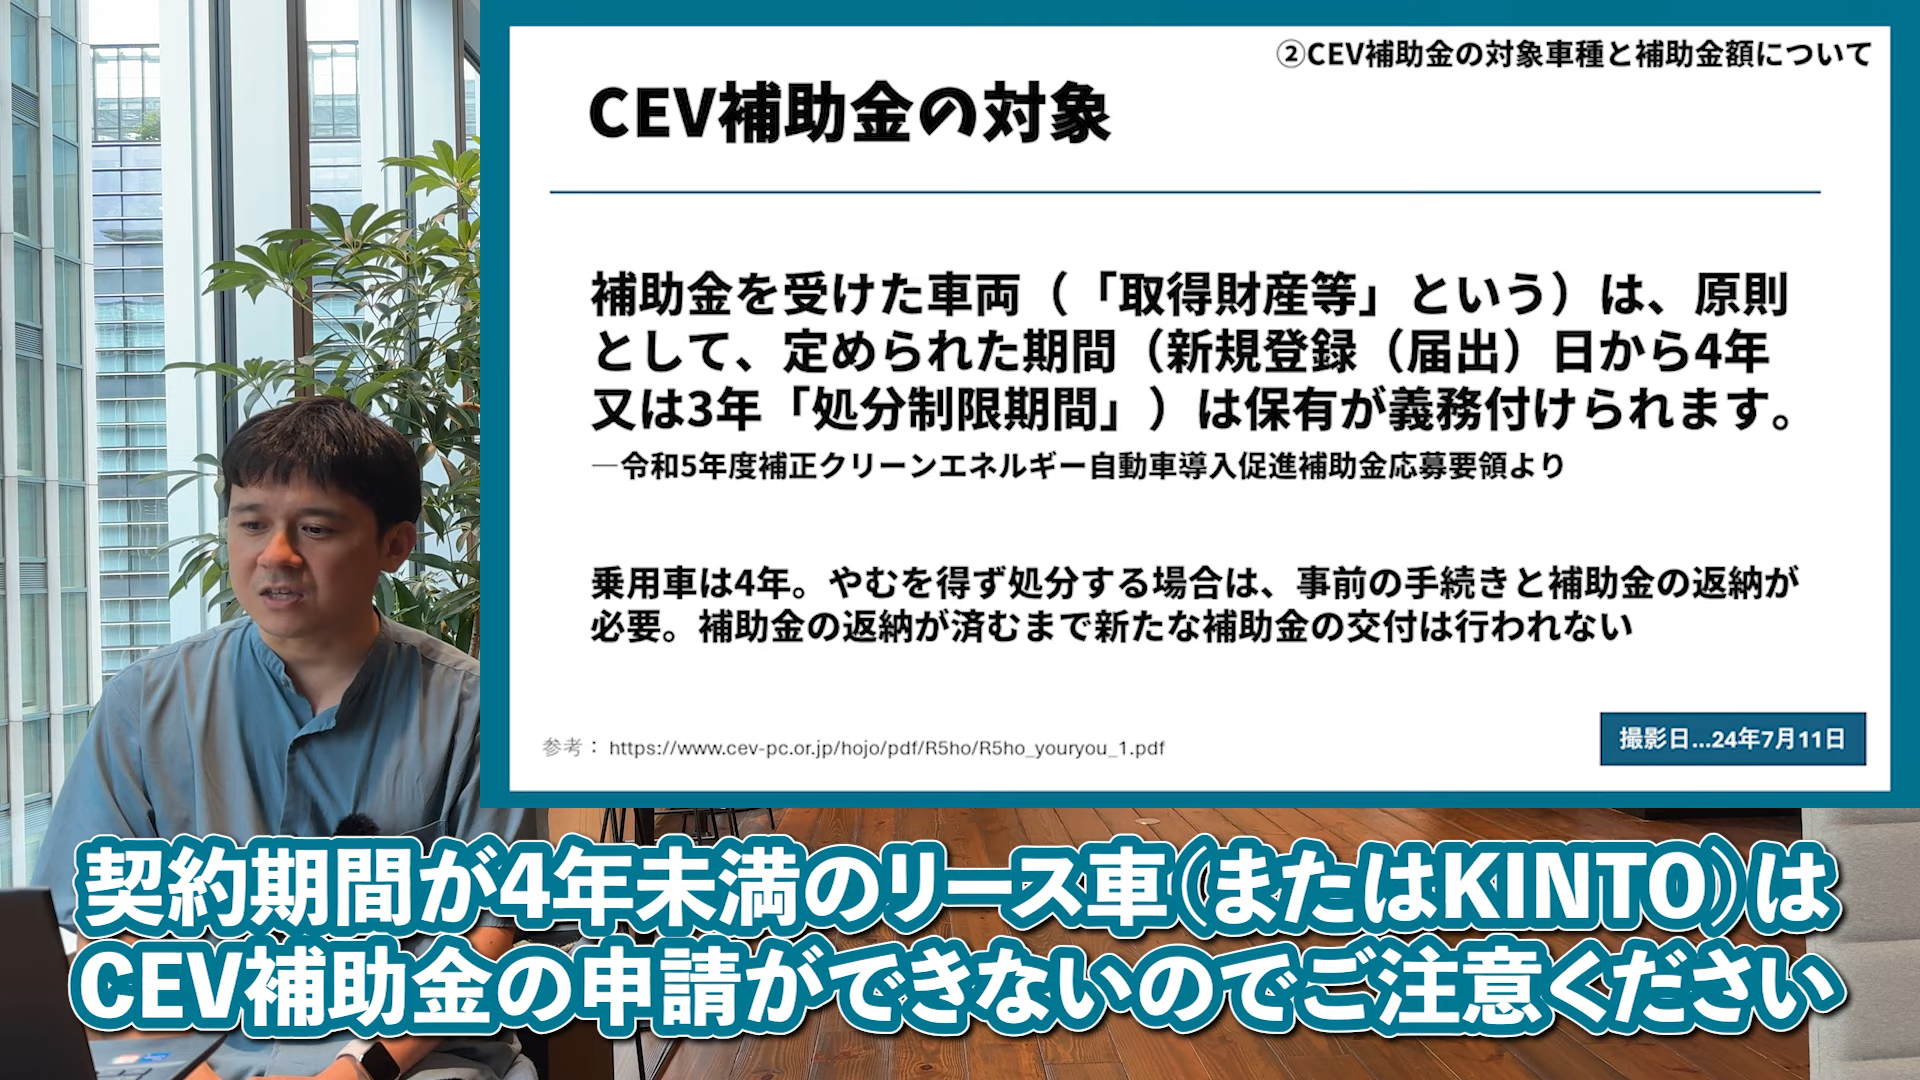 ②CEV補助金の対象車種と補助金額について
CEV補助金の対象
補助金を受けた車両（「取得財産等」という）は、原則
として、定められた期間（新規登録（届出）日から4年
又は3年「処分制限期間」）は保有が義務付けられます。
―令和5年度補正クリーンエネルギー自動車導入促進補助金応募要領より
乗用車は4年。やむを得ず処分する場合は、事前の手続きと補助金の返納が
必要。補助金の返納が済むまで新たな補助金の交付は行われない
参考： https://www.cev-pc.or.jp/hojo/pdf/R5ho/R5ho_youryou_1.pdf
撮影日...24年7月11日
契約期間が4年未満のリース車（またはKINTO）は
CEV補助金の申請ができないのでご注意ください